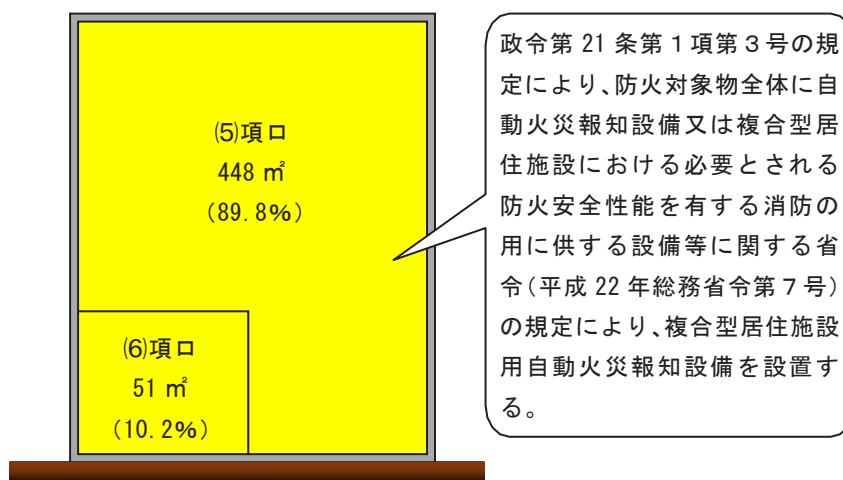 ⑸項ロ
448 ㎡
(89.8%)
⑹項ロ
51 ㎡
(10.2%)
政令第 21 条第1項第3号の規
定により、防火対象物全体に自
動火災報知設備又は複合型居
住施設における必要とされる
防火安全性能を有する消防の
用に供する設備等に関する省
令(平成 22 年総務省令第7号)
の規定により、複合型居住施設
用自動火災報知設備を設置す
る。